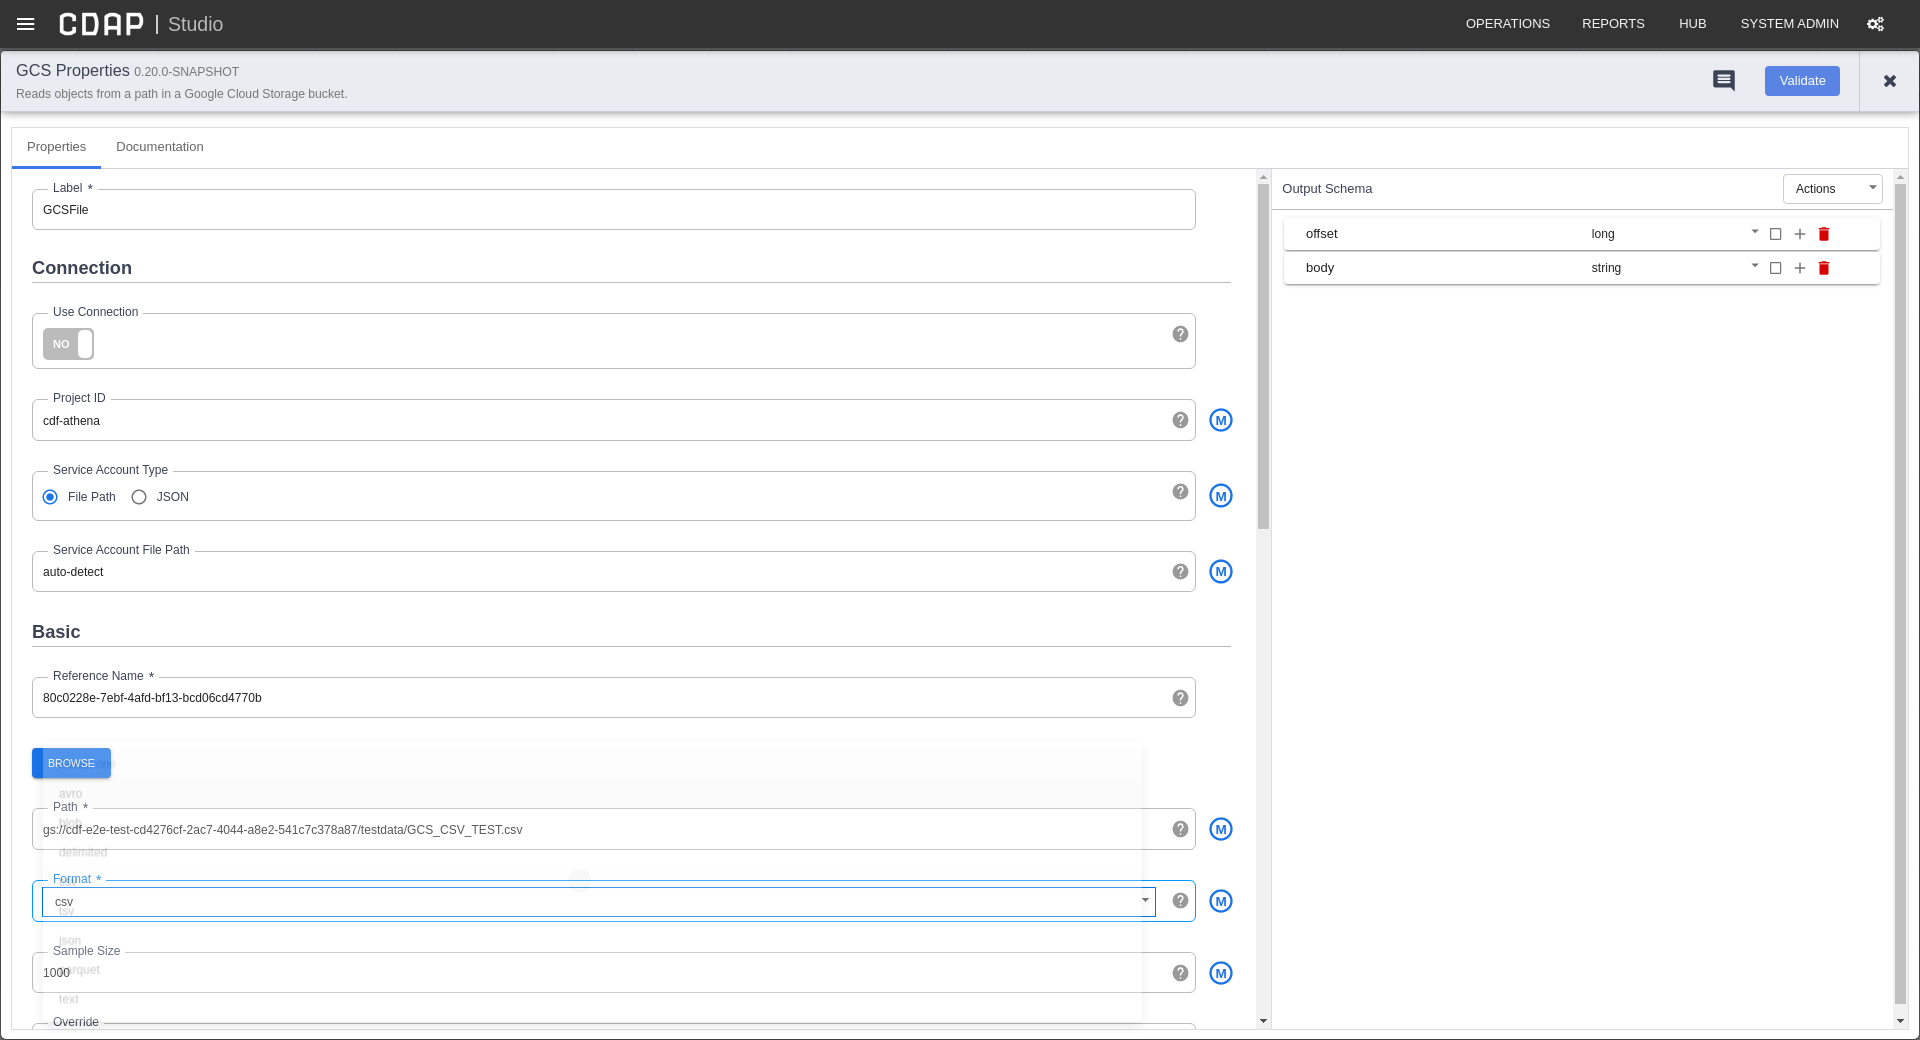 CDAP | Studio
OPERATIONS REPORTS HUB SYSTEM ADMIN
GCS Properties 0.20.0-SNAPSHOT
Reads objects from a path in a Google Cloud Storage bucket.
Validate
Properties Documentation
Label *
GCSFile
Connection
Use Connection
NO
Project ID
cdf-athena
M
Service Account Type
File Path JSON
M
Service Account File Path
auto-detect
M
Basic
Reference Name *
80c0228e-7ebf-4afd-bf13-bcd06cd4770b
BROWSE
avro
Path *
blob
gs://cdf-e2e-test-cd4276cf-2ac7-4044-a8e2-541c7c378a87/testdata/GCS_CSV_TEST.csv
M
delimited
Format *
csv
csv
M
tsv
json
Sample Size
1000
parquet
M
text
Override
Output Schema
Actions
offset long
body string